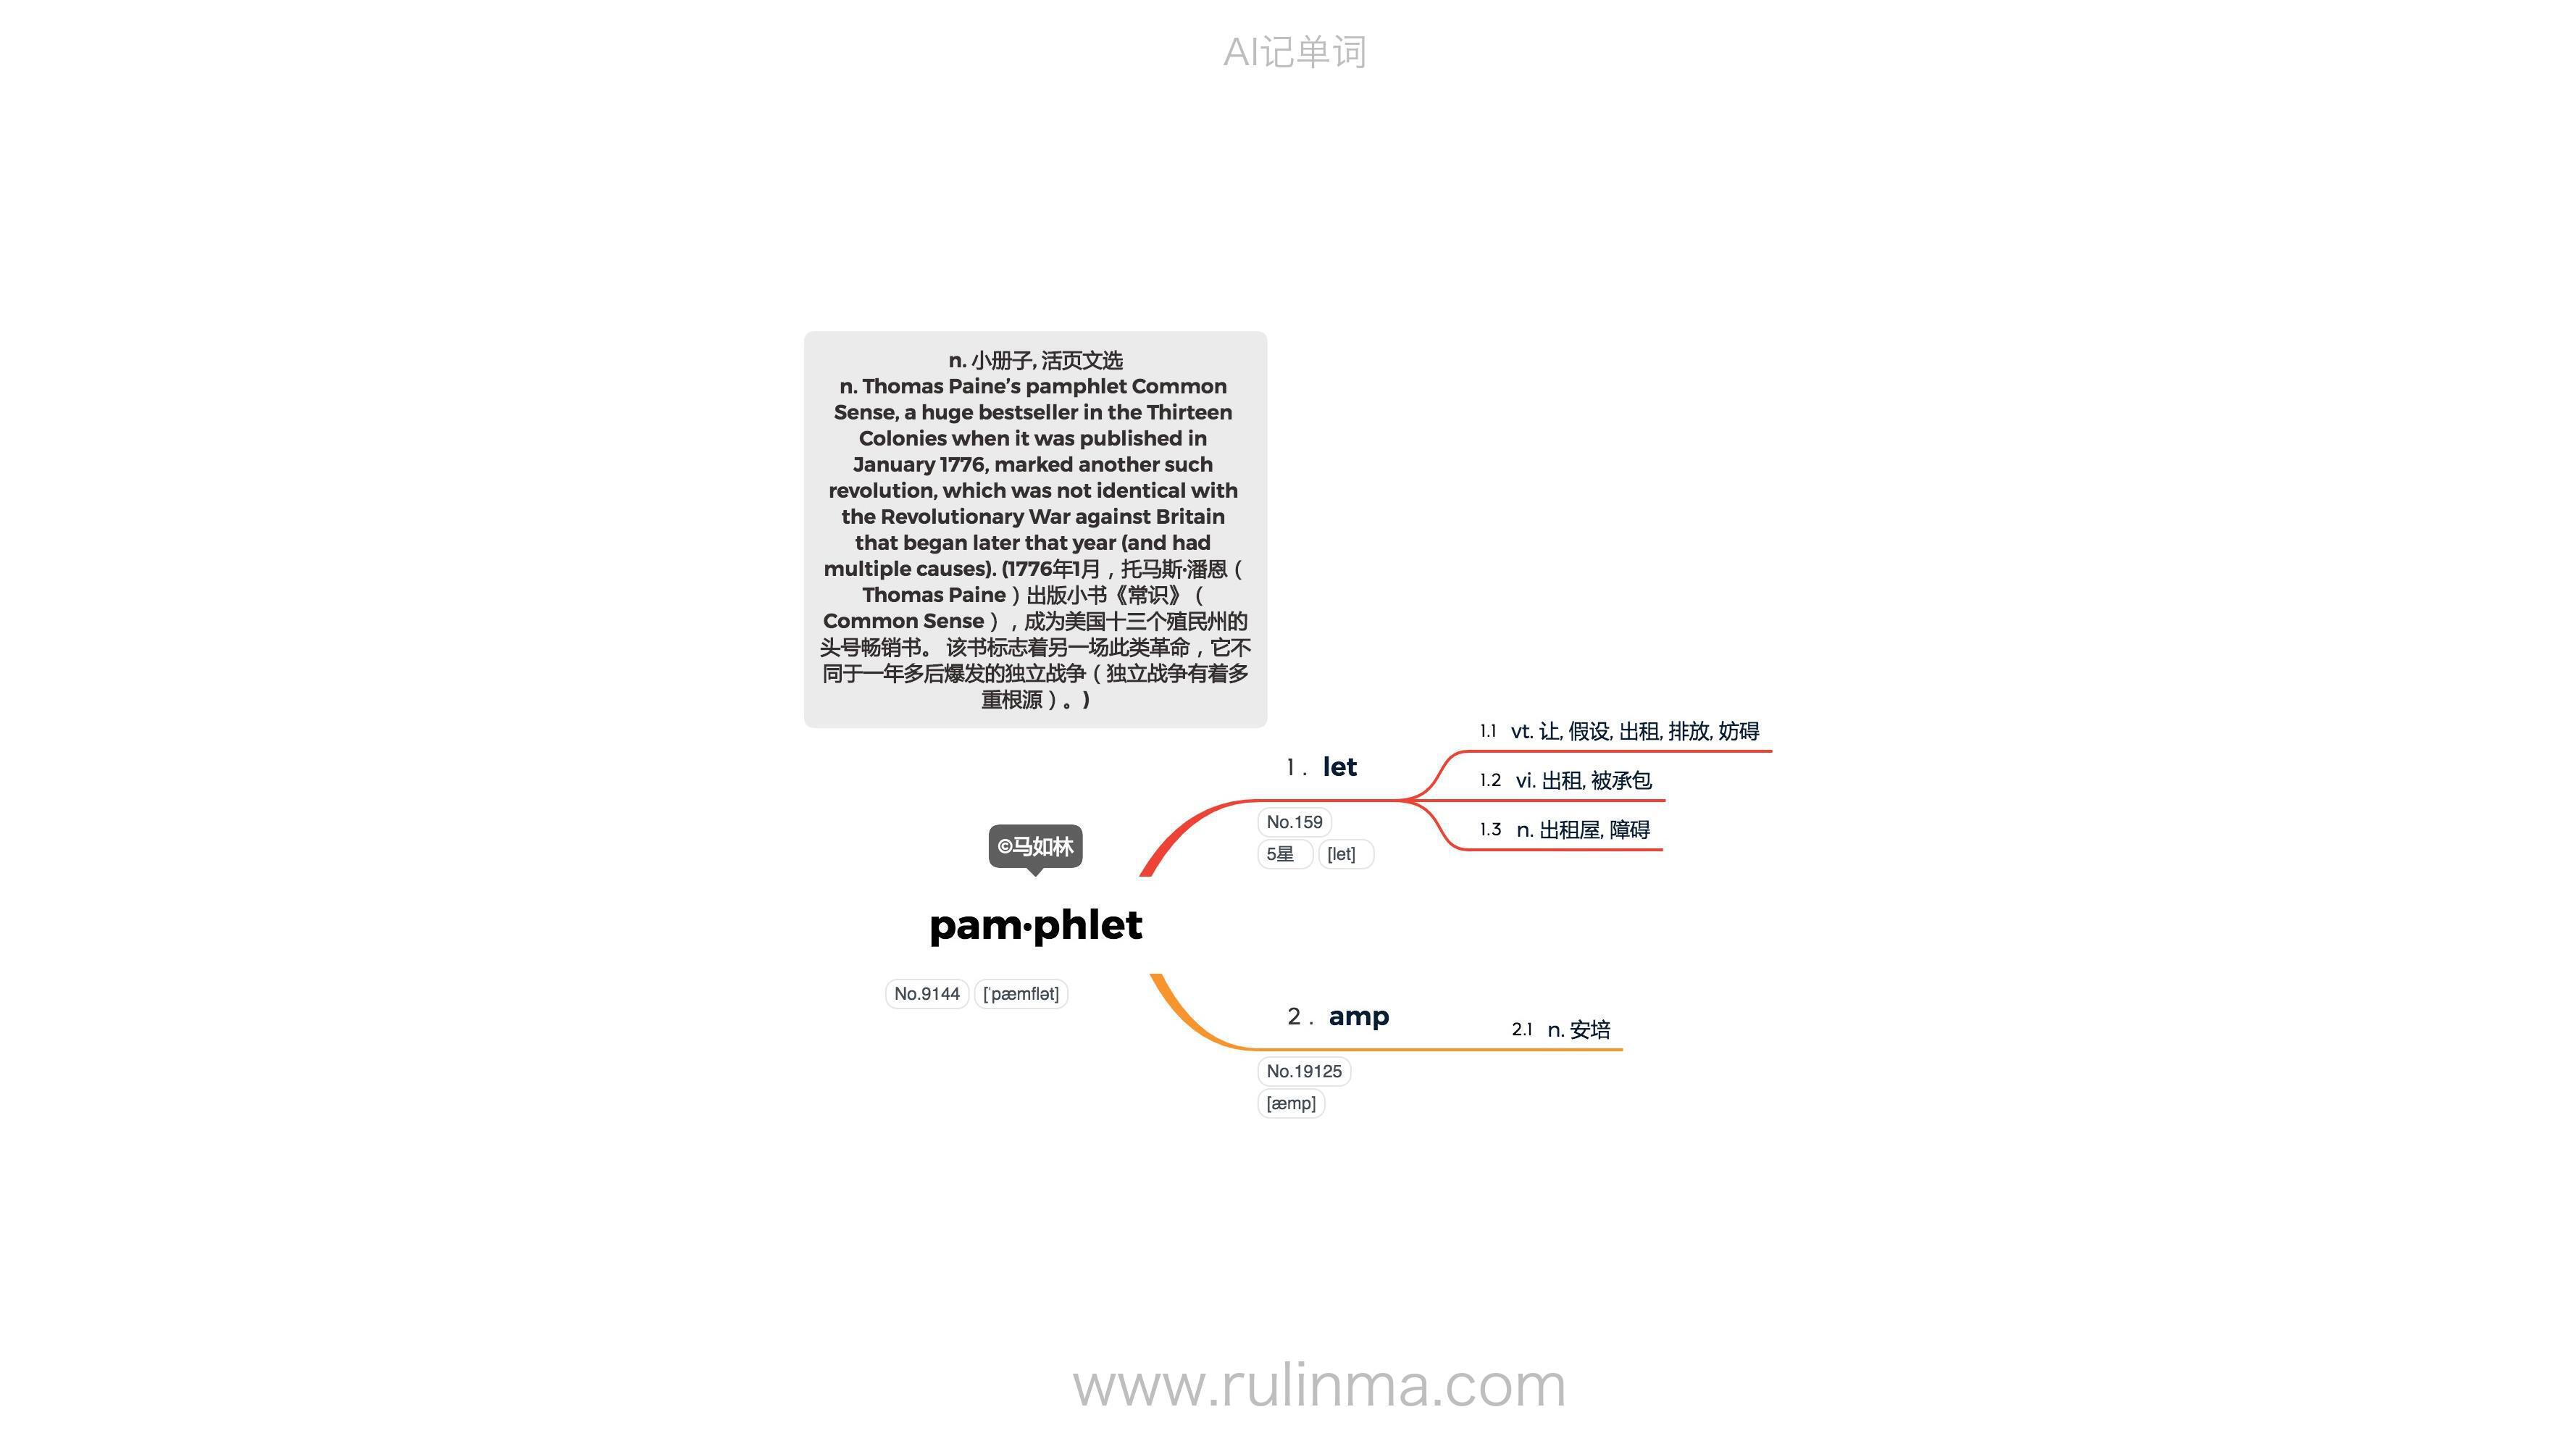 AI记单词
n. 小册子, 活页文选
n. Thomas Paine’s pamphlet Common
Sense, a huge bestseller in the Thirteen
Colonies when it was published in
January 1776, marked another such
revolution, which was not identical with
the Revolutionary War against Britain
that began later that year (and had
multiple causes). (1776年1月，托马斯·潘恩（
Thomas Paine）出版小书《常识》（
Common Sense），成为美国十三个殖民州的
头号畅销书。 该书标志着另一场此类革命，它不
同于一年多后爆发的独立战争（独立战争有着多
重根源）。)
1.1 vt. 让, 假设, 出租, 排放, 妨碍
1. let
1.2 vi. 出租, 被承包
No.159
1.3 n. 出租屋, 障碍
5星 [let]
©马如林
pam·phlet
No.9144 [ˈpæmflət]
2. amp
2.1 n. 安培
No.19125
[æmp]
www.rulinma.com